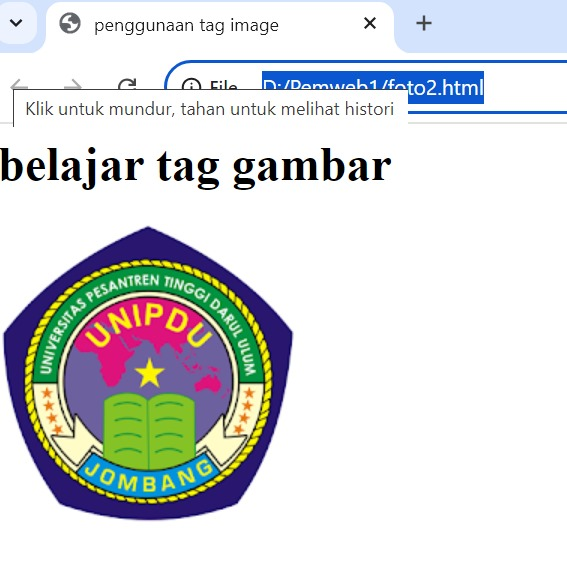 penggunaan tag image
File
D:/Pemweb1/foto2.html
Klik untuk mundur, tahan untuk melihat histori
belajar tag gambar
UNIVERSITAS PESANTREN TINGGI DARUL ULUM
UNIPDU
JOMBANG